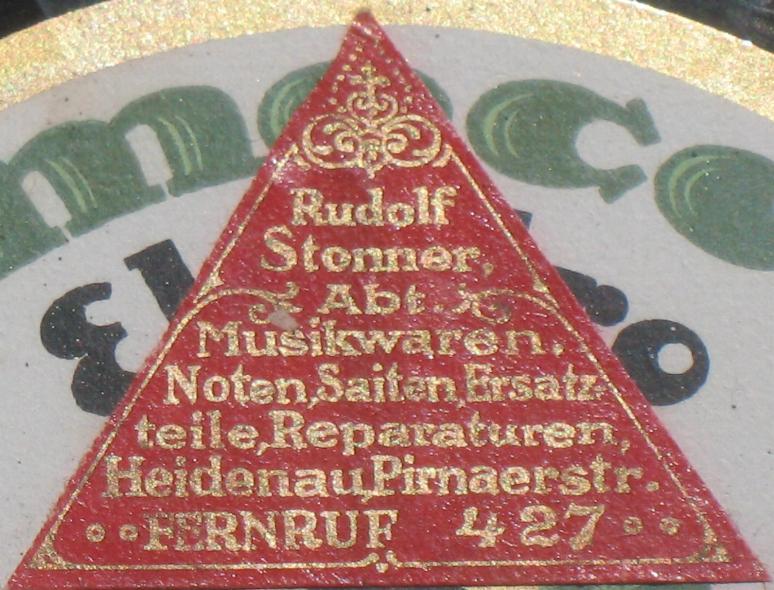 Rudolf
Stonner,
Abt
Musikwaren.
Noten, Saiten, Ersatz-
teile, Reparaturen,
Heidenau, Pirnaerstr.
FERNRUF 427